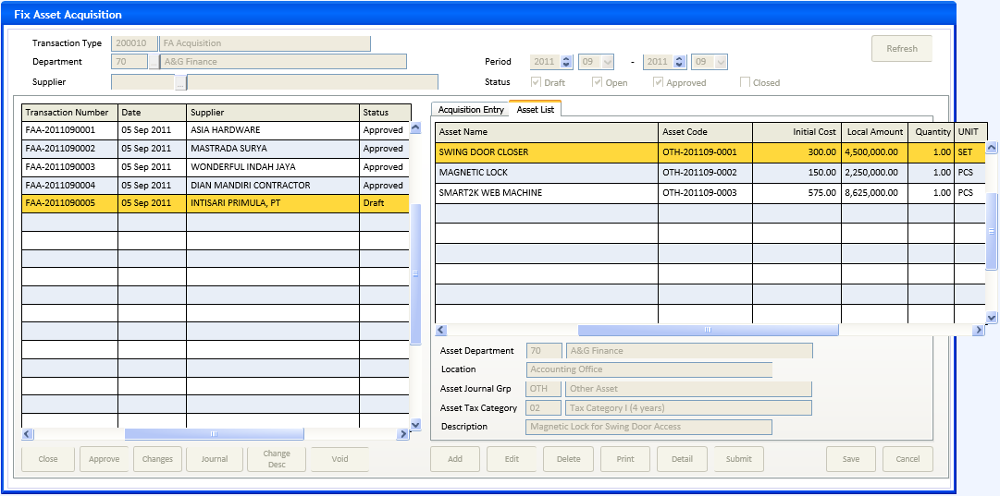 Fix Asset Acquisition
Transaction Type 200010 FA Acquisition
Department 70 ... A&G Finance
Supplier ...
Period 2011 09 - 2011 09
Status Draft Open Approved Closed
Refresh
Transaction Number Date Supplier Status
FAA-2011090001 05 Sep 2011 ASIA HARDWARE Approved
FAA-2011090002 05 Sep 2011 MASTRADA SURYA Approved
FAA-2011090003 05 Sep 2011 WONDERFUL INDAH JAYA Approved
FAA-2011090004 05 Sep 2011 DIAN MANDIRI CONTRACTOR Approved
FAA-2011090005 05 Sep 2011 INTISARI PRIMULA, PT Draft
Acquisition Entry Asset List
Asset Name Asset Code Initial Cost Local Amount Quantity UNIT
SWING DOOR CLOSER OTH-201109-0001 300.00 4,500,000.00 1.00 SET
MAGNETIC LOCK OTH-201109-0002 150.00 2,250,000.00 1.00 PCS
SMART2K WEB MACHINE OTH-201109-0003 575.00 8,625,000.00 1.00 PCS
Asset Department 70 A&G Finance
Location Accounting Office
Asset Journal Grp OTH Other Asset
Asset Tax Category 02 Tax Category I (4 years)
Description Magnetic Lock for Swing Door Access
Close Approve Changes Journal Change Desc Void
Add Edit Delete Print Detail Submit Save Cancel